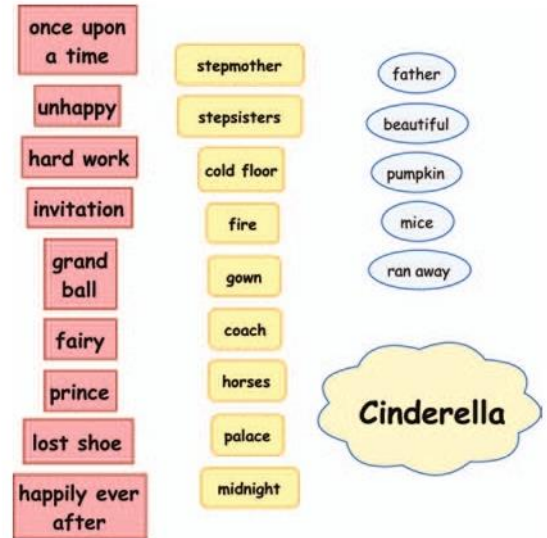 once upon
a time
unhappy
hard work
invitation
grand
ball
fairy
prince
lost shoe
happily ever
after
stepmother
stepsisters
cold floor
fire
gown
coach
horses
palace
midnight
father
beautiful
pumpkin
mice
ran away
Cinderella